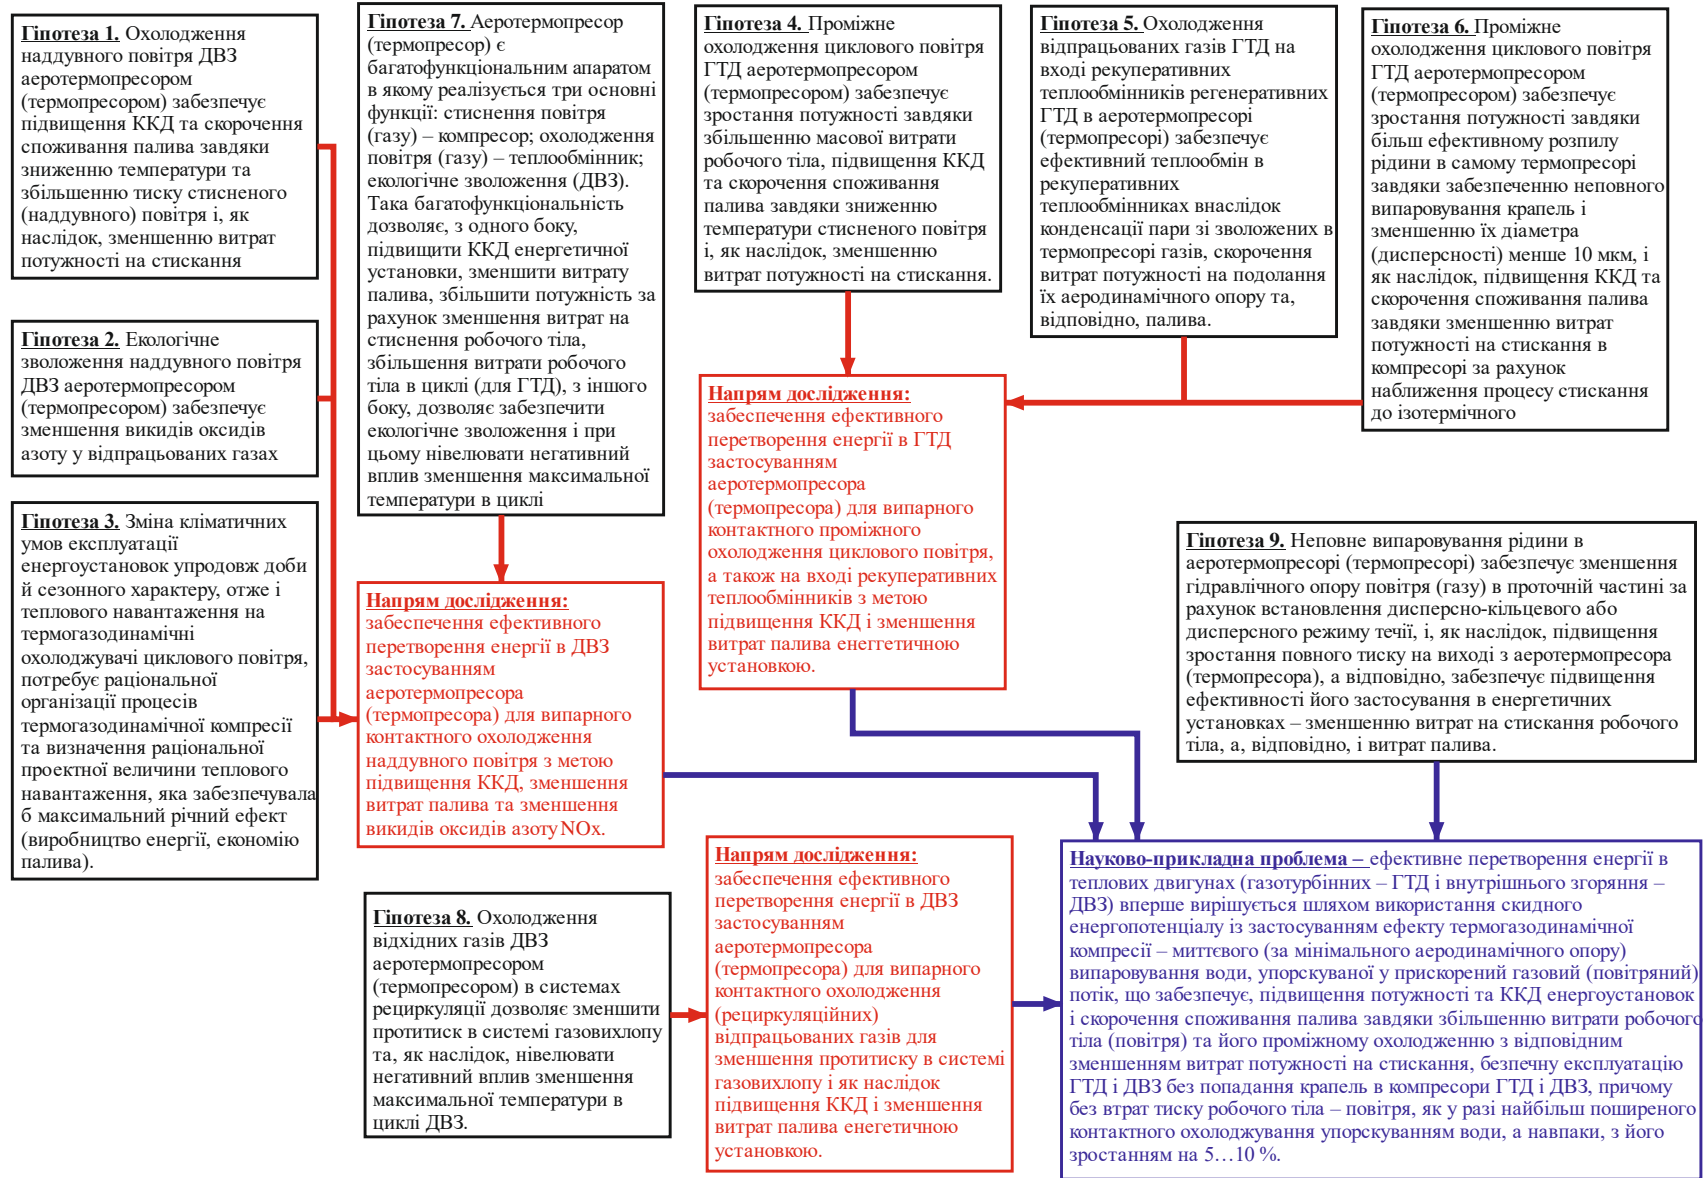 Гіпотеза 1. Охолодження
наддувного повітря ДВЗ
аеротермопресором
(термопресором) забезпечує
підвищення ККД та скорочення
споживання палива завдяки
зниженню температури та
збільшенню тиску стисненого
(наддувного) повітря і, як
наслідок, зменшенню витрат
потужності на стискання
Гіпотеза 2. Екологічне
зволоження наддувного повітря
ДВЗ аеротермопресором
(термопресором) забезпечує
зменшення викидів оксидів
азоту у відпрацьованих газах
Гіпотеза 3. Зміна кліматичних
умов експлуатації
енергоустановок упродовж доби
й сезонного характеру, отже і
теплового навантаження на
термогазодинамічні
охолоджувачі циклового повітря,
потребує раціональної
організації процесів
термогазодинамічної компресії
та визначення раціональної
проектної величини теплового
навантаження, яка забезпечувала
б максимальний річний ефект
(виробництво енергії, економію
палива).
Гіпотеза 7. Аеротермопресор
(термопресор) є
багатофункціональним апаратом
в якому реалізується три основні
функції: стиснення повітря
(газу) – компресор; охолодження
повітря (газу) – теплообмінник;
екологічне зволоження (ДВЗ).
Така багатофункціональність
дозволяє, з одного боку,
підвищити ККД енергетичної
установки, зменшити витрату
палива, збільшити потужність за
рахунок зменшення витрат на
стиснення робочого тіла,
збільшення витрати робочого
тіла в циклі (для ГТД), з іншого
боку, дозволяє забезпечити
екологічне зволоження і при
цьому нівелювати негативний
вплив зменшення максимальної
температури в циклі
Напрям дослідження:
забеспечення ефективного
перетворення енергії в ДВЗ
застосуванням
аеротермопресора
(термопресора) для випарного
контактного охолодження
наддувного повітря з метою
підвищення ККД, зменшення
витрат палива та зменшення
викидів оксидів азоту NOx.
Гіпотеза 8. Охолодження
відхідних газів ДВЗ
аеротермопресором
(термопресором) в системах
рециркуляції дозволяє зменшити
протитиск в системі газовихлопу
та, як наслідок, нівелювати
негативний вплив зменшення
максимальної температури в
циклі ДВЗ.
Гіпотеза 4. Проміжне
охолодження циклового повітря
ГТД аеротермопресором
(термопресором) забезпечує
зростання потужності завдяки
збільшенню масової витрати
робочого тіла, підвищення ККД
та скорочення споживання
палива завдяки зниженню
температури стисненого повітря
і, як наслідок, зменшенню
витрат потужності на стискання.
Напрям дослідження:
забеспечення ефективного
перетворення енергії в ГТД
застосуванням
аеротермопресора
(термопресора) для випарного
контактного проміжного
охолодження циклового повітря,
а також на вході рекуперативних
теплообмінників з метою
підвищення ККД і зменшення
витрат палива енеггетичною
установкою.
Напрям дослідження:
забезпечення ефективного
перетворення енергії в ДВЗ
застосуванням
аеротермопресора
(термопресора) для випарного
контактного охолодження
(рециркуляційних)
відпрацьованих газів для
зменшення протитиску в системі
газовихлопу і як наслідок
підвищення ККД і зменшення
витрат палива енегетичною
установкою.
Гіпотеза 5. Охолодження
відпрацьованих газів ГТД на
вході рекуперативних
теплообмінників регенеративних
ГТД в аеротермопресорі
(термопресорі) забезпечує
ефективний теплообмін в
рекуперативних
теплообмінниках внаслідок
конденсації пари зі зволожених в
термопресорі газів, скорочення
витрат потужності на подолання
їх аеродинамічного опору та,
відповідно, палива.
Гіпотеза 6. Проміжне
охолодження циклового повітря
ГТД аеротермопресором
(термопресором) забезпечує
зростання потужності завдяки
більш ефективному розпилу
рідини в самому термопресорі
завдяки забезпеченню неповного
випаровування крапель і
зменшенню їх діаметра
(дисперсності) менше 10 мкм, і
як наслідок, підвищення ККД та
скорочення споживання палива
завдяки зменшенню витрат
потужності на стискання в
компресорі за рахунок
наближення процесу стискання
до ізотермічного
Гіпотеза 9. Неповне випаровування рідини в
аеротермопресорі (термопресорі) забезпечує зменшення
гідравлічного опору повітря (газу) в проточній частині за
рахунок встановлення дисперсно-кільцевого або
дисперсного режиму течії, і, як наслідок, підвищення
зростання повного тиску на виході з аеротермопресора
(термопресора), а відповідно, забезпечує підвищення
ефективності його застосування в енергетичних
установках – зменшенню витрат на стискання робочого
тіла, а, відповідно, і витрат палива.
Науково-прикладна проблема – ефективне перетворення енергії в
теплових двигунах (газотурбінних – ГТД і внутрішнього згоряння –
ДВЗ) вперше вирішується шляхом використання скидного
енергопотенціалу із застосуванням ефекту термогазодинамічної
компресії – миттєвого (за мінімального аеродинамічного опору)
випаровування води, упорскуваної у прискорений газовий (повітряний)
потік, що забезпечує, підвищення потужності та ККД енергоустановок
і скорочення споживання палива завдяки збільшенню витрати робочого
тіла (повітря) та його проміжному охолодженню з відповідним
зменшенням витрат потужності на стискання, безпечну експлуатацію
ГТД і ДВЗ без попадання крапель в компресори ГТД і ДВЗ, причому
без втрат тиску робочого тіла – повітря, як у разі найбільш поширеного
контактного охолоджування упорскуванням води, а навпаки, з його
зростанням на 5…10 %.